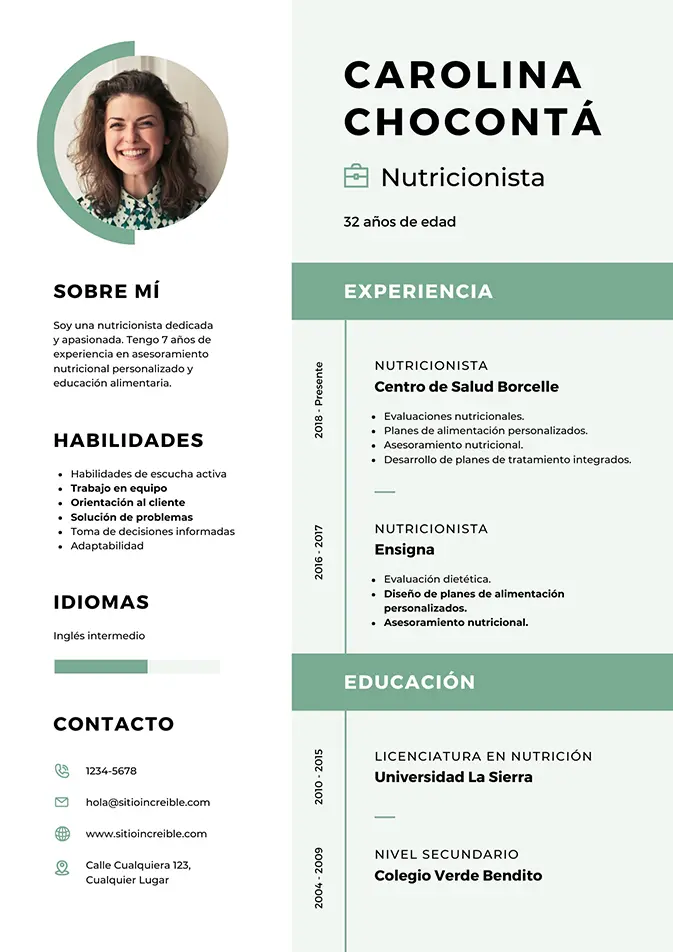 CAROLINA
CHOCONTÁ
Nutricionista
32 años de edad
SOBRE MÍ
Soy una nutricionista dedicada
y apasionada. Tengo 7 años de
experiencia en asesoramiento
nutricional personalizado y
educación alimentaria.
HABILIDADES
Habilidades de escucha activa
Trabajo en equipo
Orientación al cliente
Solución de problemas
Toma de decisiones informadas
Adaptabilidad
IDIOMAS
Inglés intermedio
CONTACTO
1234-5678
hola@sitioincreible.com
www.sitioincreible.com
Calle Cualquiera 123,
Cualquier Lugar
EXPERIENCIA
2018 - Presente
NUTRICIONISTA
Centro de Salud Borcelle
Evaluaciones nutricionales.
Planes de alimentación personalizados.
Asesoramiento nutricional.
Desarrollo de planes de tratamiento integrados.
2016 - 2017
NUTRICIONISTA
Ensigna
Evaluación dietética.
Diseño de planes de alimentación
personalizados.
Asesoramiento nutricional.
EDUCACIÓN
2010 - 2015
LICENCIATURA EN NUTRICIÓN
Universidad La Sierra
2004 - 2009
NIVEL SECUNDARIO
Colegio Verde Bendito